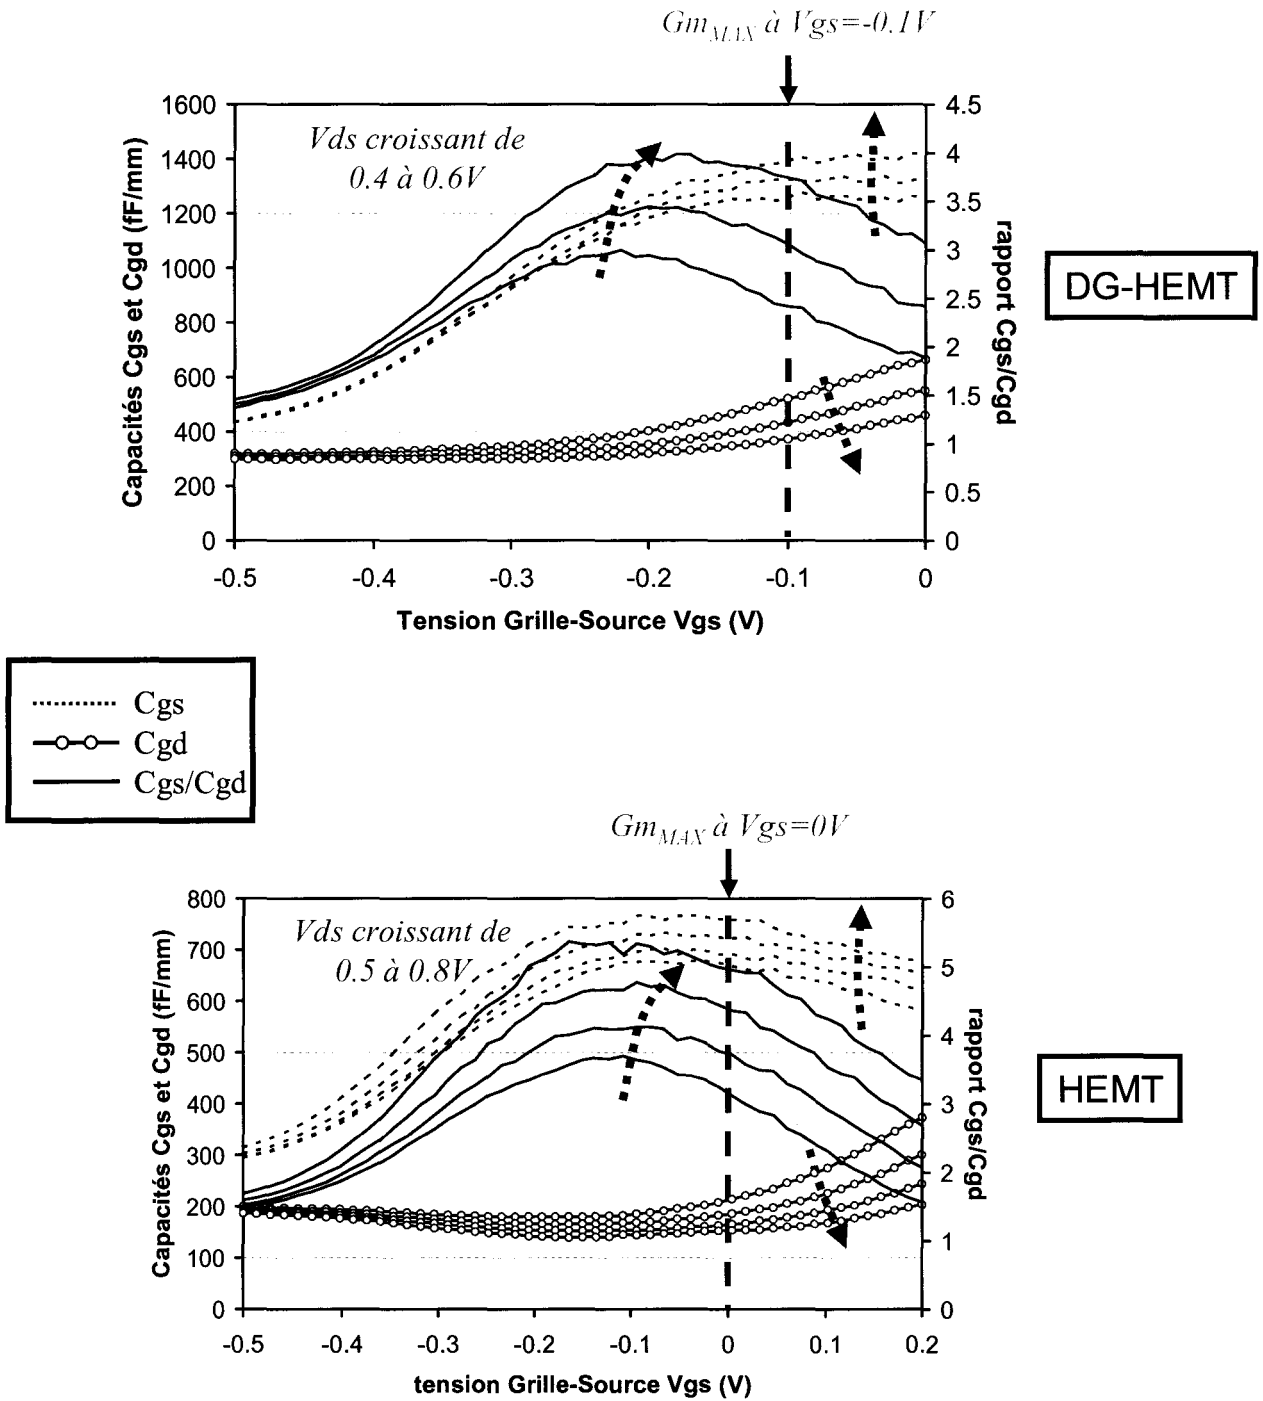 Gm_MAX à Vgs=-0.1V
Vds croissant de
0.4 à 0.6V
1600
1400
1200
1000
800
600
400
200
0
Capacités Cgs et Cgd (fF/mm)
4.5
4
3.5
3
2.5
2
1.5
1
0.5
0
rapport Cgs/Cgd
-0.5 -0.4 -0.3 -0.2 -0.1 0
Tension Grille-Source Vgs (V)
DG-HEMT
Cgs
Cgd
Cgs/Cgd
Gm_MAX à Vgs=0V
Vds croissant de
0.5 à 0.8V
800
700
600
500
400
300
200
100
0
Capacités Cgs et Cgd (fF/mm)
6
5
4
3
2
1
0
rapport Cgs/Cgd
-0.5 -0.4 -0.3 -0.2 -0.1 0 0.1 0.2
tension Grille-Source Vgs (V)
HEMT